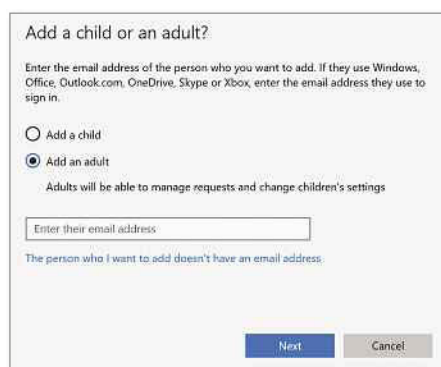 Add a child or an adult?
Enter the email address of the person who you want to add. If they use Windows,
Office, Outlook.com, OneDrive, Skype or Xbox, enter the email address they use to
sign in.
Add a child
Add an adult
Adults will be able to manage requests and change children's settings
Enter their email address
The person who I want to add doesn't have an email address
Next Cancel